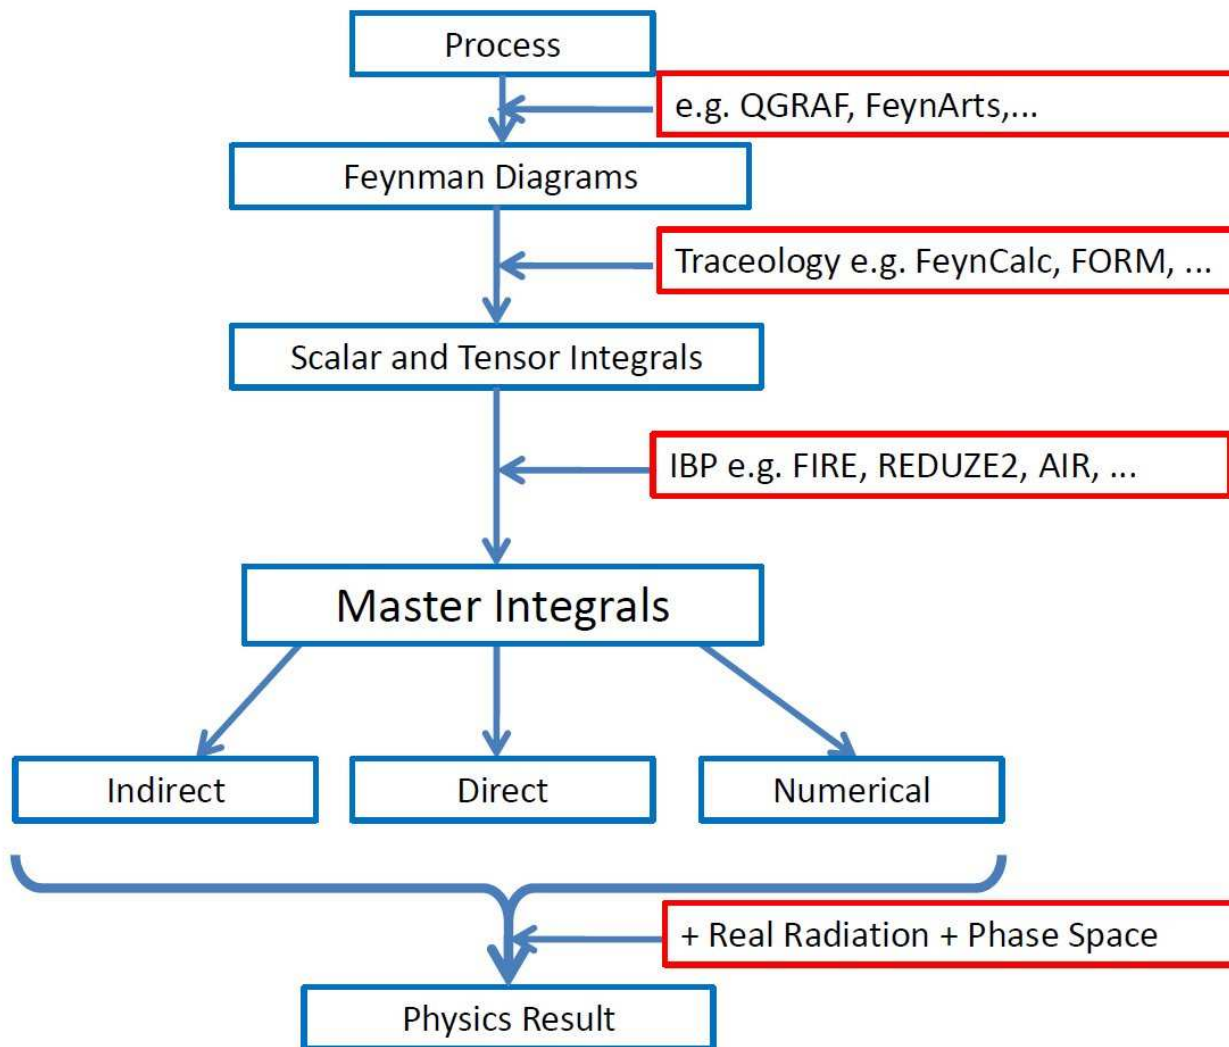 Process
e.g. QGRAF, FeynArts,...
Feynman Diagrams
Traceology e.g. FeynCalc, FORM, ...
Scalar and Tensor Integrals
IBP e.g. FIRE, REDUZE2, AIR, ...
Master Integrals
Indirect
Direct
Numerical
+ Real Radiation + Phase Space
Physics Result